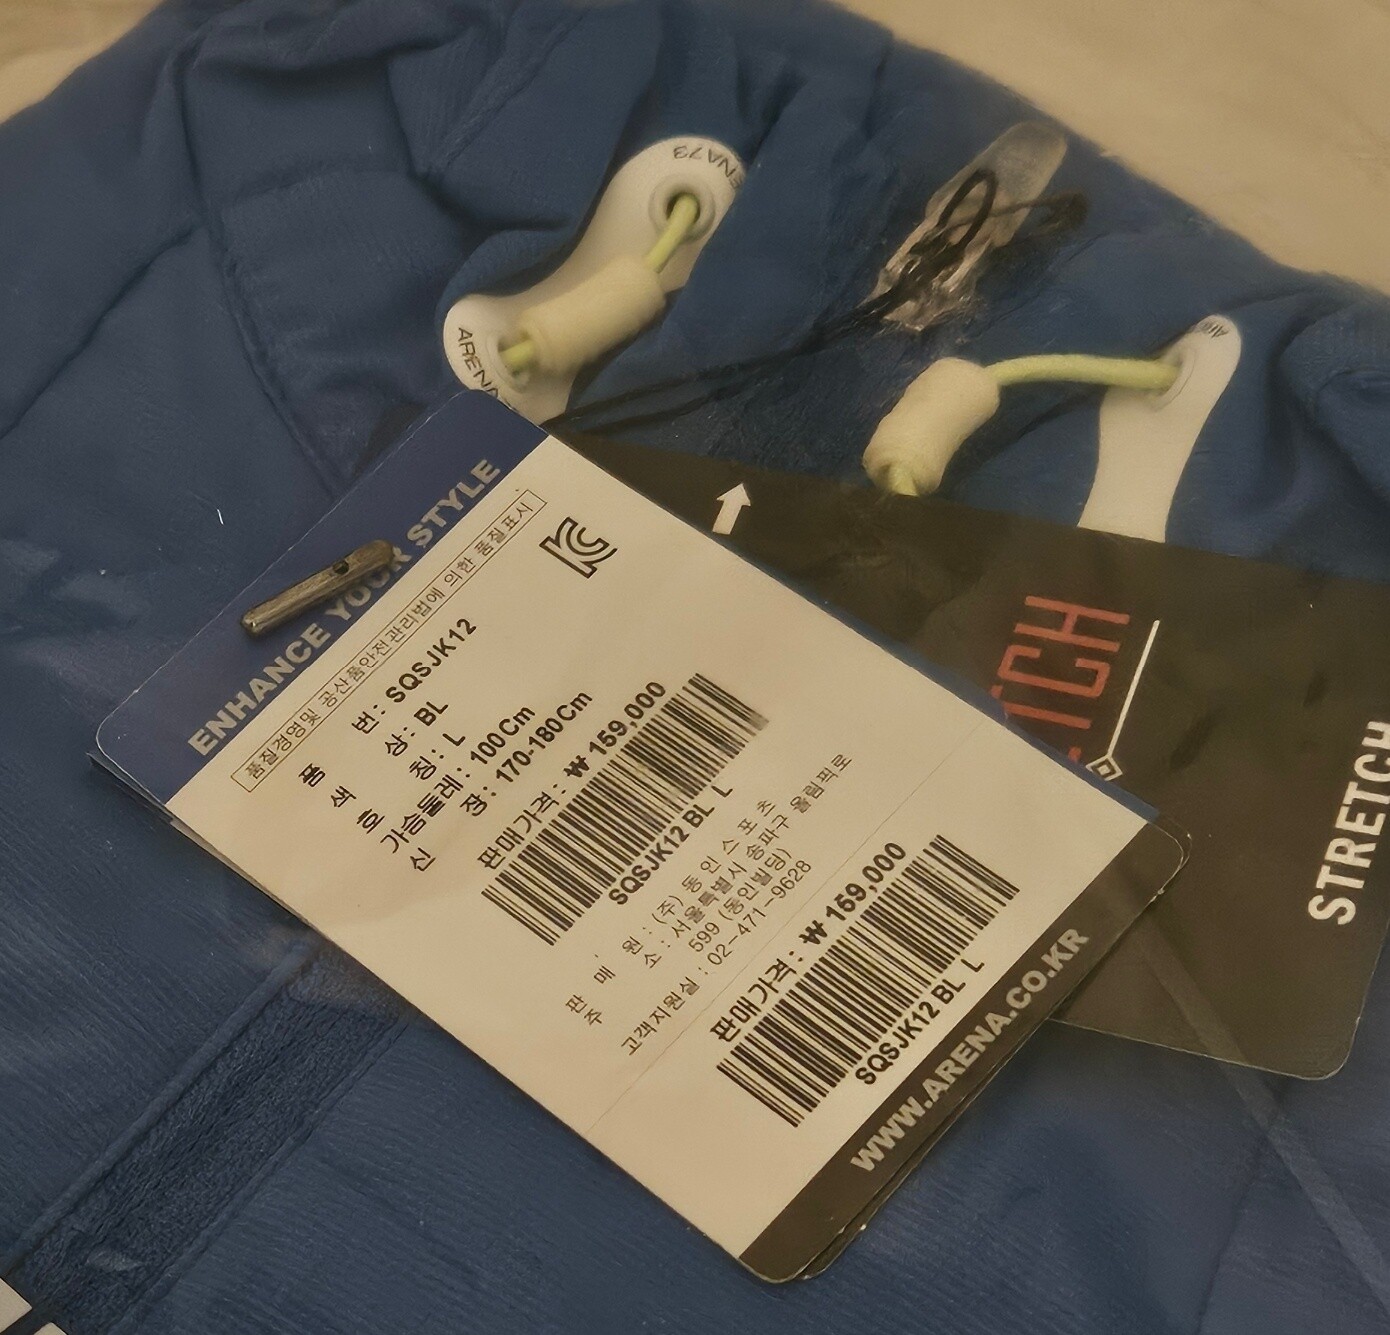 ARENA73
ARENA
ENHANCE YOUR STYLE
품질경영및 공산품안전관리법에 의한 품질표시
품 번: SQSJK12
색 상: BL
호 칭: L
가슴둘레: 100Cm
신 장: 170-180Cm
판매가격: ₩ 159,000
SQSJK12 BL L
판 매 원 : (주) 동 인 스 포 츠
주 소 : 서울특별시 송파구 올림픽로
599 (동인빌딩)
고객지원실 : 02-471-9628
판매가격: ₩ 159,000
SQSJK12 BL L
WWW.ARENA.CO.KR
STRETCH